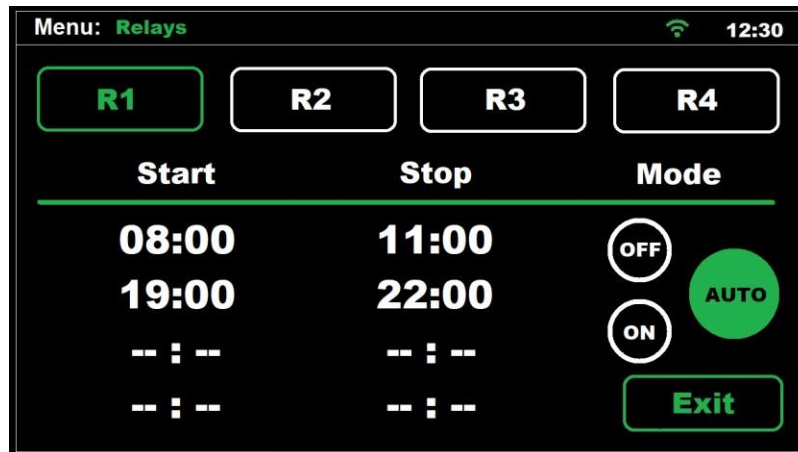 Menu: Relays 12:30
R1 R2 R3 R4
Start Stop Mode
08:00 11:00 OFF
19:00 22:00 AUTO
-- : -- -- : -- ON
-- : -- -- : -- Exit